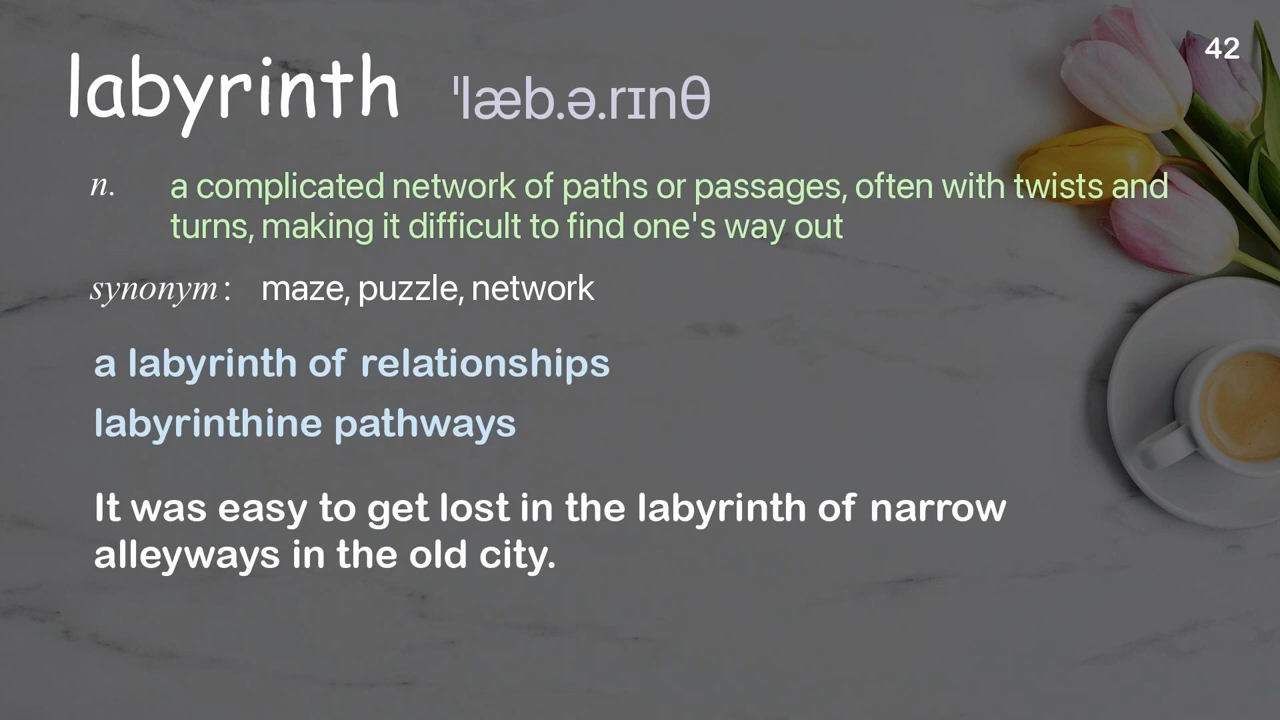 42
labyrinth ˈlæb.ə.rɪnθ
n. a complicated network of paths or passages, often with twists and
turns, making it difficult to find one's way out
synonym: maze, puzzle, network
a labyrinth of relationships
labyrinthine pathways
It was easy to get lost in the labyrinth of narrow
alleyways in the old city.